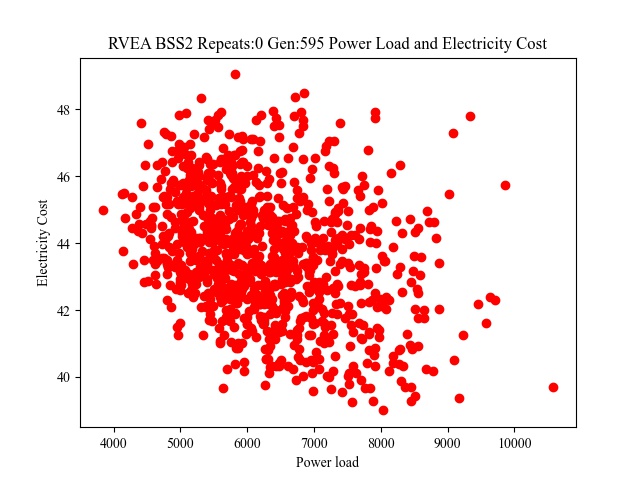 RVEA BSS2 Repeats:0 Gen:595 Power Load and Electricity Cost
48
46
44
42
40
Electricity Cost
4000 5000 6000 7000 8000 9000 10000
Power load